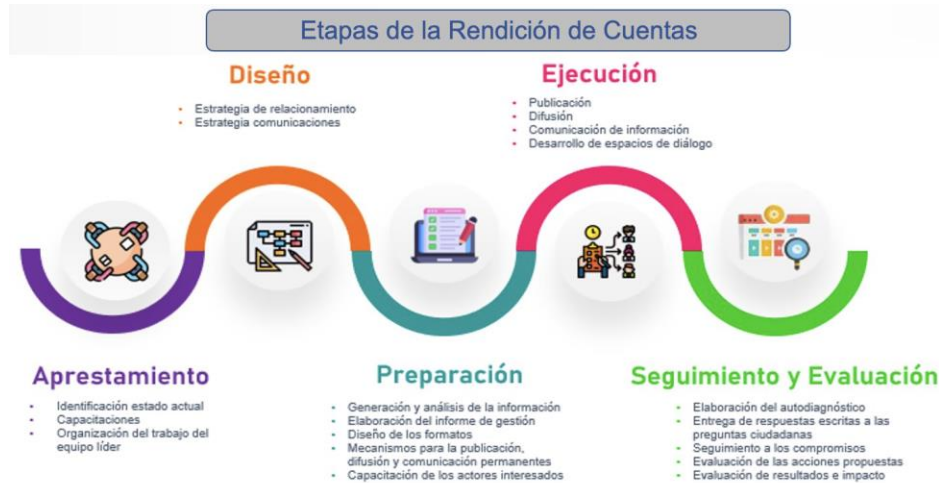 Etapas de la Rendición de Cuentas
Diseño
• Estrategia de relacionamiento
• Estrategia comunicaciones
Ejecución
• Publicación
• Difusión
• Comunicación de información
• Desarrollo de espacios de diálogo
Aprestamiento
• Identificación estado actual
• Capacitaciones
• Organización del trabajo del
equipo líder
Preparación
• Generación y análisis de la información
• Elaboración del informe de gestión
• Diseño de los formatos
• Mecanismos para la publicación,
difusión y comunicación permanentes
• Capacitación de los actores interesados
Seguimiento y Evaluación
• Elaboración del autodiagnóstico
• Entrega de respuestas escritas a las
preguntas ciudadanas
• Seguimiento a los compromisos
• Evaluación de las acciones propuestas
• Evaluación de resultados e impacto